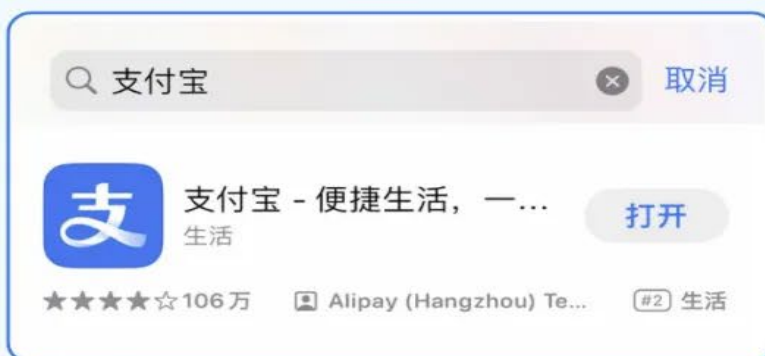 支付宝 取消
支
支付宝 - 便捷生活，一...
打开
生活
106万 Alipay (Hangzhou) Te... #2 生活